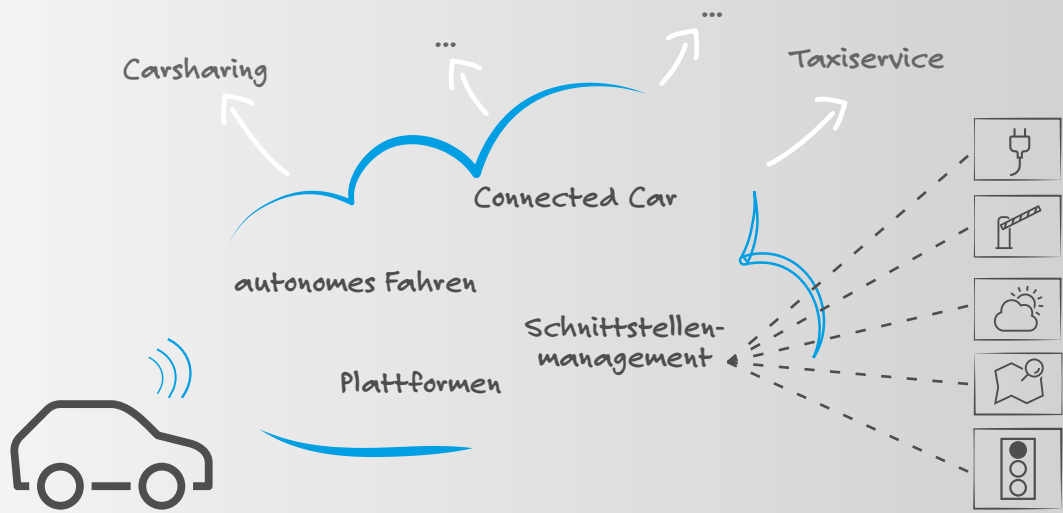 ...
...
Taxiservice
Carsharing
Connected Car
autonomes Fahren
Schnittstellen-
management
Plattformen